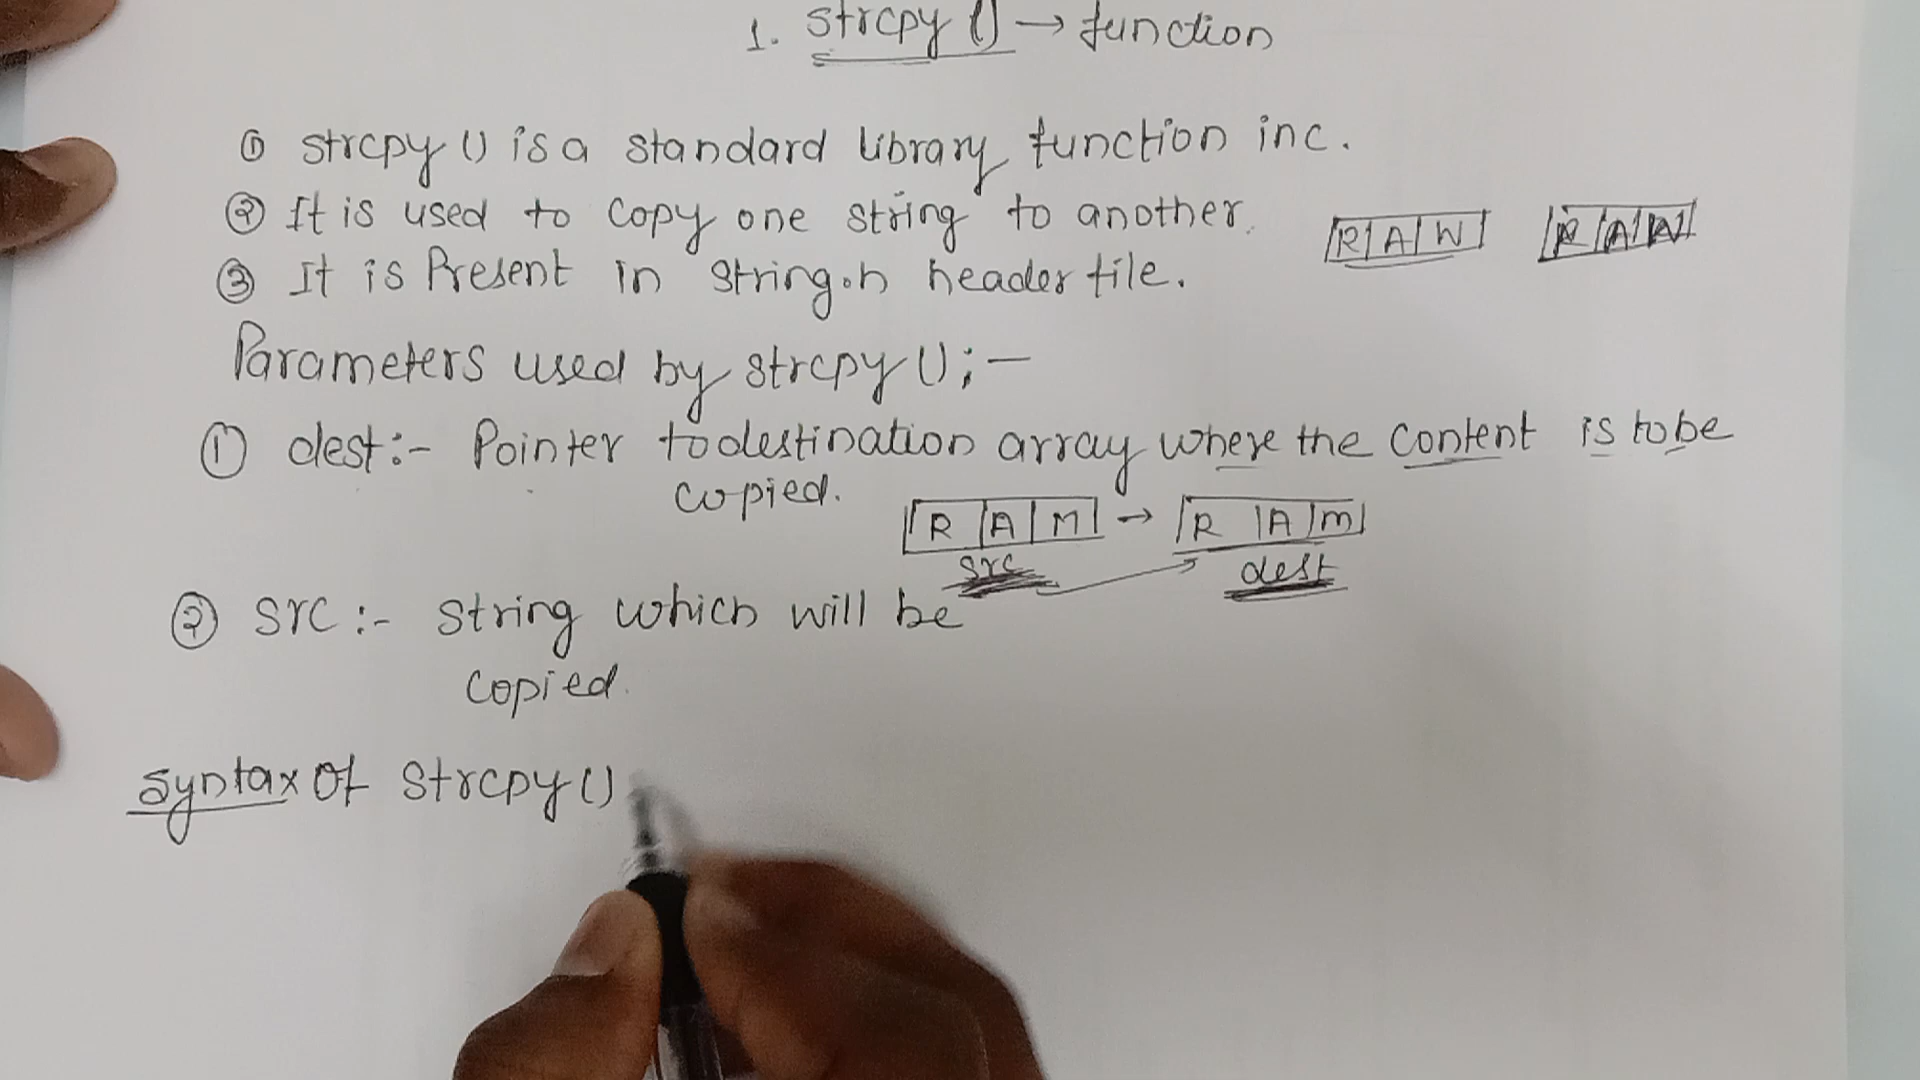 1. strcpy () → function
① strcpy () is a standard library function in c.
② It is used to copy one string to another.
R A W R A W
③ It is Present in string.h header file.
Parameters used by strcpy () ; —
① dest :- Pointer to destination array where the content is to be
copied.
R A M → R A M
src dest
② src :- string which will be
copied.
Syntax Of Strcpy ()